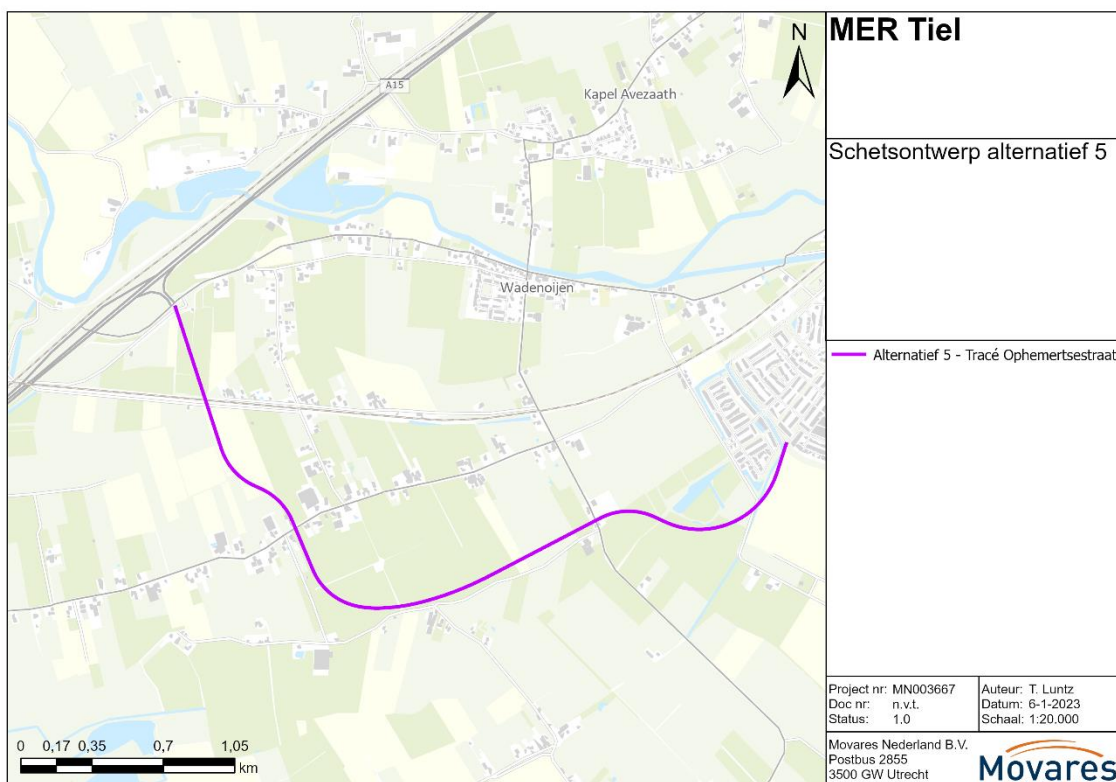 MER Tiel
Schetsontwerp alternatief 5
Alternatief 5 - Tracé Ophemertsestraat
N
A15
Kapel Avezaath
Wadenoijen
0 0,17 0,35 0,7 1,05
km
Project nr: MN003667
Doc nr: n.v.t.
Status: 1.0
Auteur: T. Luntz
Datum: 6-1-2023
Schaal: 1:20.000
Movares Nederland B.V.
Postbus 2855
3500 GW Utrecht
Movares